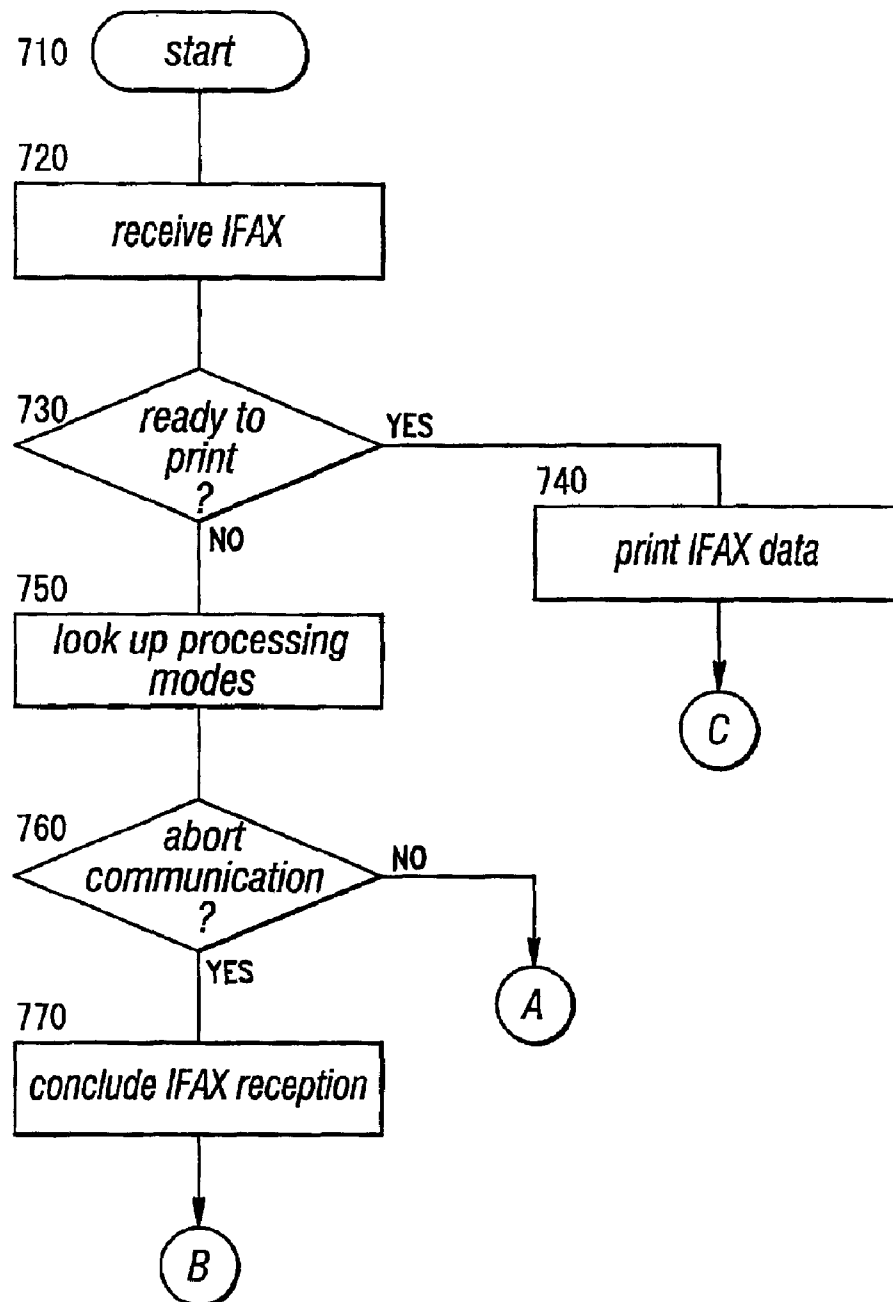 710
start
720
receive IFAX
730
ready to
print
?
YES
NO
740
print IFAX data
C
750
look up processing
modes
760
abort
communication
?
NO
YES
A
770
conclude IFAX reception
B